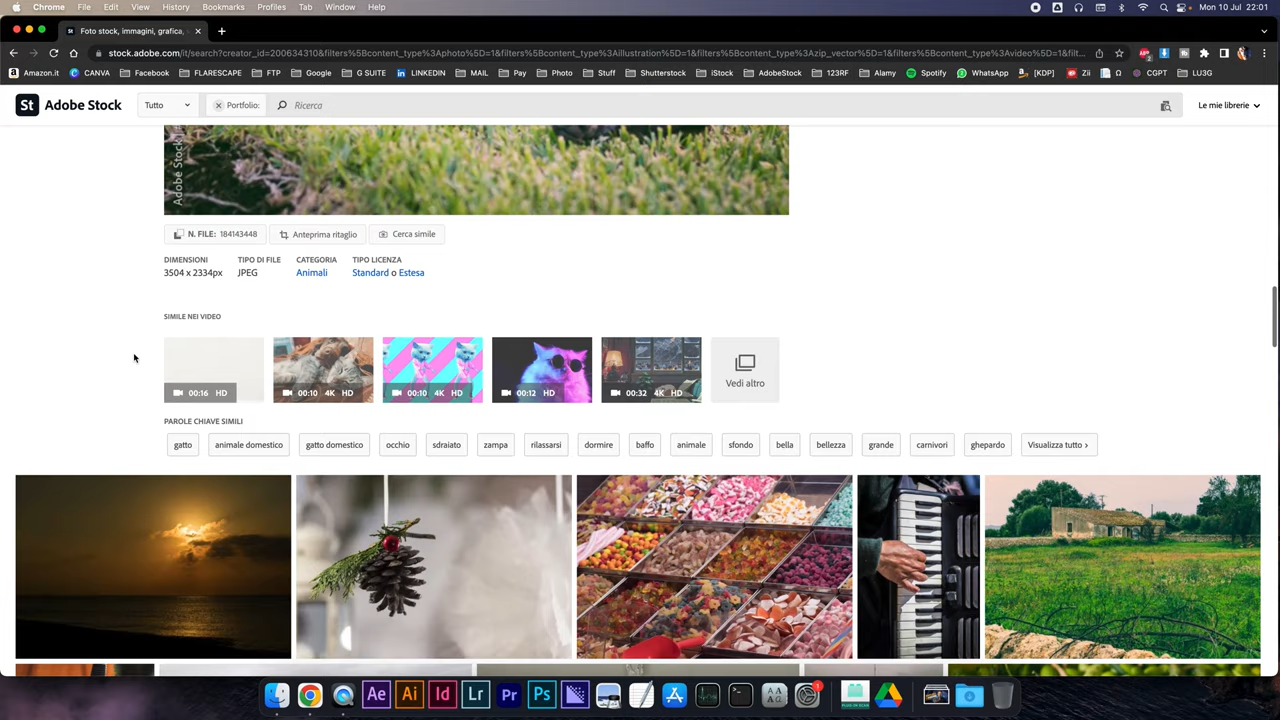 Chrome File Edit View History Bookmarks Profiles Tab Window Help Mon 10 Jul 22:01
Foto stock, immagini, grafica,
stock.adobe.com/it/search?creator_id=200634310&filters%5Bcontent_type%3Aphoto%5D=1&filters%5Bcontent_type%3Aillustration%5D=1&filters%5Bcontent_type%3Azip_vector%5D=1&filters%5Bcontent_type%3Avideo%5D=1&filt...
Amazon.it CANVA Facebook FLARESCAPE FTP Google G SUITE LINKEDIN MAIL Pay Photo Stuff Shutterstock iStock AdobeStock 123RF Alamy Spotify WhatsApp [KDP] Zii Ω CGPT LU3G
St Adobe Stock Tutto Portfolio: Ricerca Le mie librerie
Adobe Stock
N. FILE: 184143448 Anteprima ritaglio Cerca simile
DIMENSIONI TIPO DI FILE CATEGORIA TIPO LICENZA
3504 x 2334px JPEG Animali Standard o Estesa
SIMILE NEI VIDEO
00:16 HD 00:10 4K HD 00:10 4K HD 00:12 HD 00:32 4K HD Vedi altro
PAROLE CHIAVE SIMILI
gatto animale domestico gatto domestico occhio sdraiato zampa rilassarsi dormire baffo animale sfondo bella bellezza grande carnivori ghepardo Visualizza tutto ›
Ae Ai Id Lr Pr Ps 1